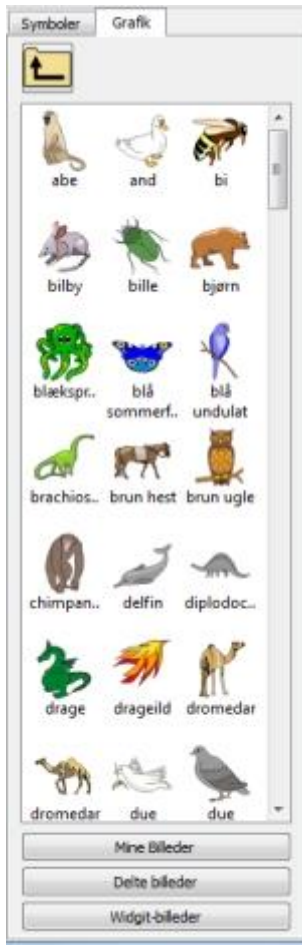 Symboler Grafik
abe and bi
bilby bille bjørn
blækspr.. blå sommerf.. blå undulat
brachios.. brun hest brun ugle
chimpan.. delfin diplodoc..
drage drageild dromedar
dromedar due due
Mine Billeder
Delte billeder
Widgit-billeder